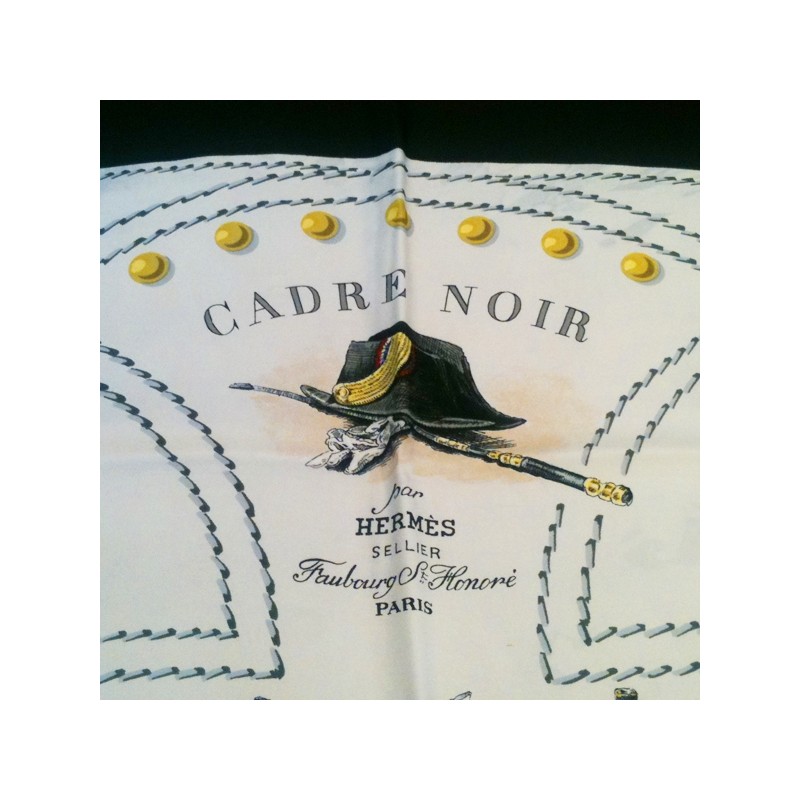 CADRE NOIR
par
HERMÈS
SELLIER
Faubourg St Honoré
PARIS